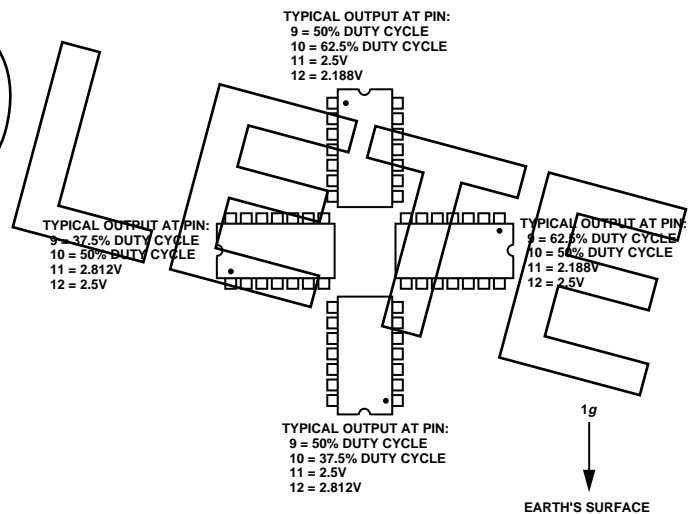 TYPICAL OUTPUT AT PIN:
9 = 50% DUTY CYCLE
10 = 62.5% DUTY CYCLE
11 = 2.5V
12 = 2.188V
TYPICAL OUTPUT AT PIN:
9 = 37.5% DUTY CYCLE
10 = 50% DUTY CYCLE
11 = 2.812V
12 = 2.5V
TYPICAL OUTPUT AT PIN:
9 = 62.5% DUTY CYCLE
10 = 50% DUTY CYCLE
11 = 2.188V
12 = 2.5V
TYPICAL OUTPUT AT PIN:
9 = 50% DUTY CYCLE
10 = 37.5% DUTY CYCLE
11 = 2.5V
12 = 2.812V
1g
EARTH'S SURFACE
LETE